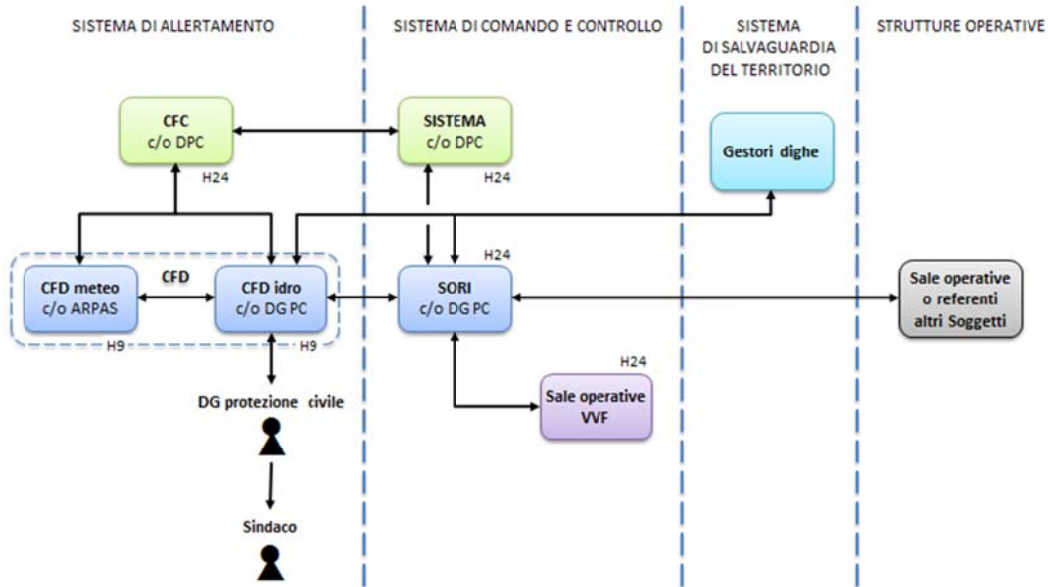 SISTEMA DI ALLERTAMENTO
SISTEMA DI COMANDO E CONTROLLO
SISTEMA
DI SALVAGUARDIA
DEL TERRITORIO
STRUTTURE OPERATIVE
CFC
c/o DPC
H24
SISTEMA
c/o DPC
H24
Gestori dighe
CFD
CFD meteo
c/o ARPAS
H9
CFD idro
c/o DG PC
H9
H24
SORI
c/o DG PC
Sale operative
o referenti
altri Soggetti
H24
Sale operative
VVF
DG protezione civile
Sindaco